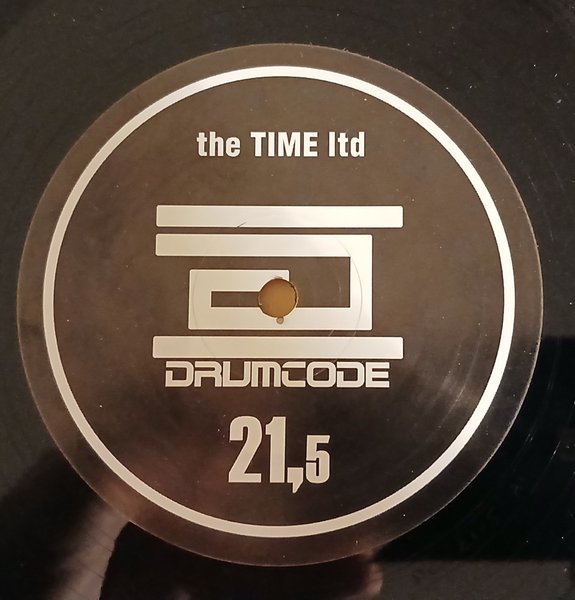 the TIME ltd
DRUMCODE
21,5